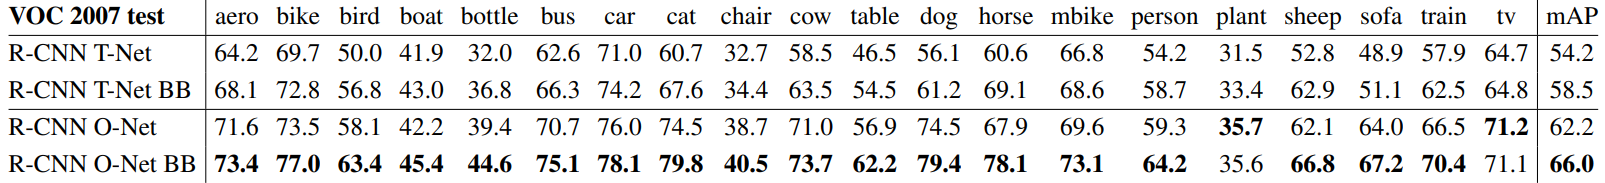 VOC 2007 test aero bike bird boat bottle bus car cat chair cow table dog horse mbike person plant sheep sofa train tv mAP
R-CNN T-Net 64.2 69.7 50.0 41.9 32.0 62.6 71.0 60.7 32.7 58.5 46.5 56.1 60.6 66.8 54.2 31.5 52.8 48.9 57.9 64.7 54.2
R-CNN T-Net BB 68.1 72.8 56.8 43.0 36.8 66.3 74.2 67.6 34.4 63.5 54.5 61.2 69.1 68.6 58.7 33.4 62.9 51.1 62.5 64.8 58.5
R-CNN O-Net 71.6 73.5 58.1 42.2 39.4 70.7 76.0 74.5 38.7 71.0 56.9 74.5 67.9 69.6 59.3 35.7 62.1 64.0 66.5 71.2 62.2
R-CNN O-Net BB 73.4 77.0 63.4 45.4 44.6 75.1 78.1 79.8 40.5 73.7 62.2 79.4 78.1 73.1 64.2 35.6 66.8 67.2 70.4 71.1 66.0